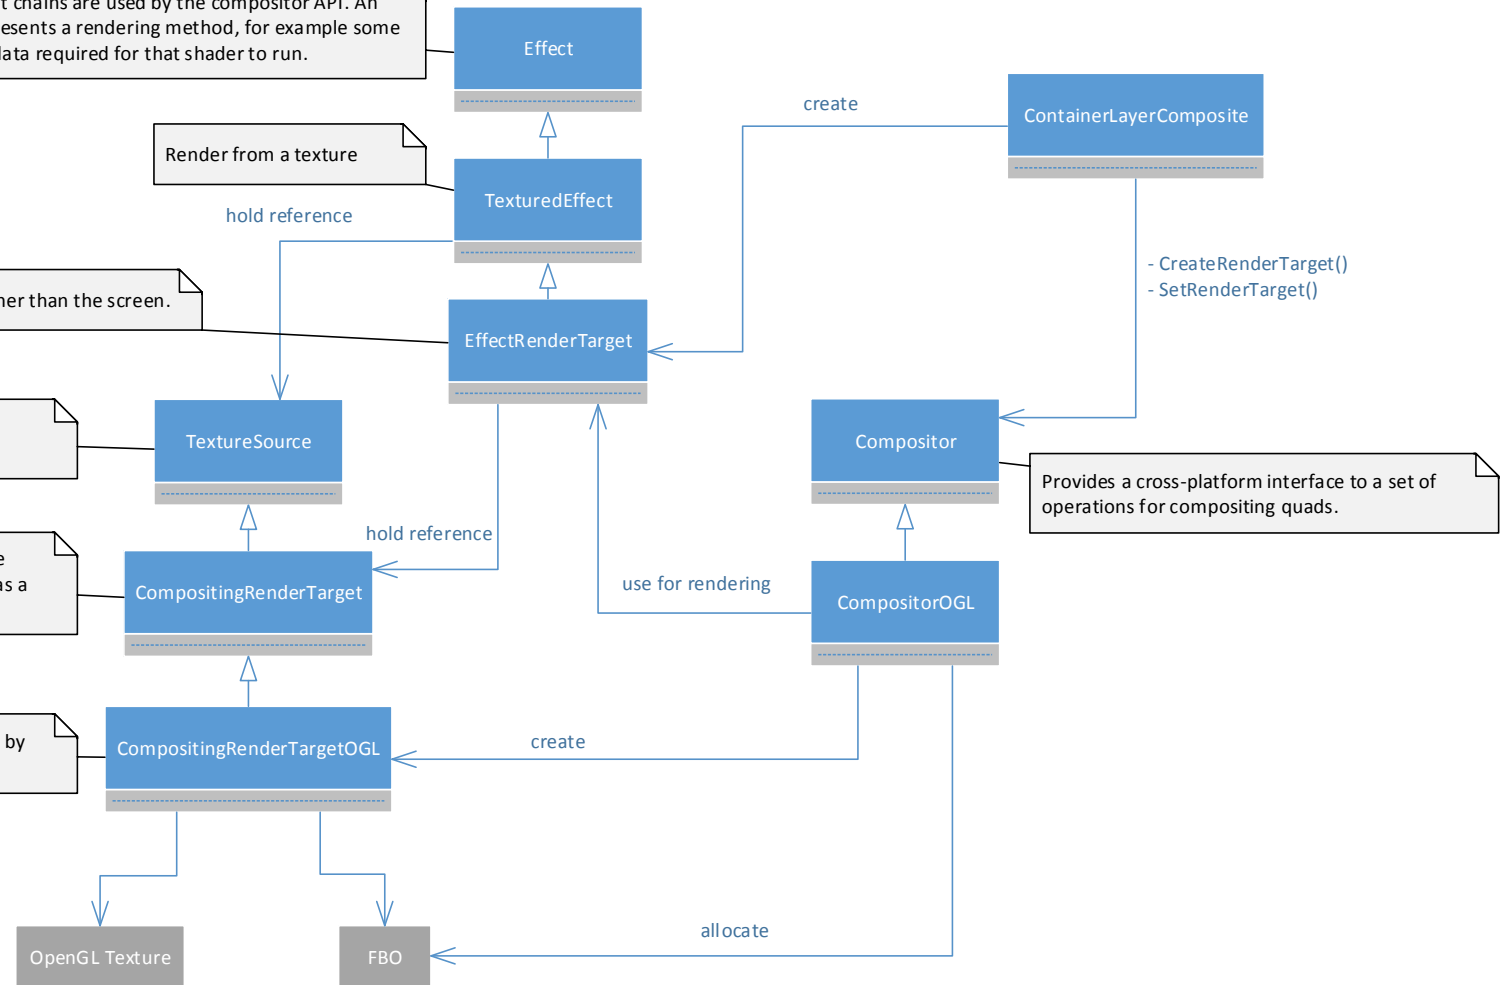 t chains are used by the compositor API. An
esents a rendering method, for example some
data required for that shader to run.
Effect
create
ContainerLayerComposite
Render from a texture
TexturedEffect
hold reference
- CreateRenderTarget()
- SetRenderTarget()
her than the screen.
EffectRenderTarget
TextureSource
Compositor
Provides a cross-platform interface to a set of
operations for compositing quads.
hold reference
e
as a
CompositingRenderTarget
use for rendering
CompositorOGL
by
CompositingRenderTargetOGL
create
allocate
OpenGL Texture
FBO